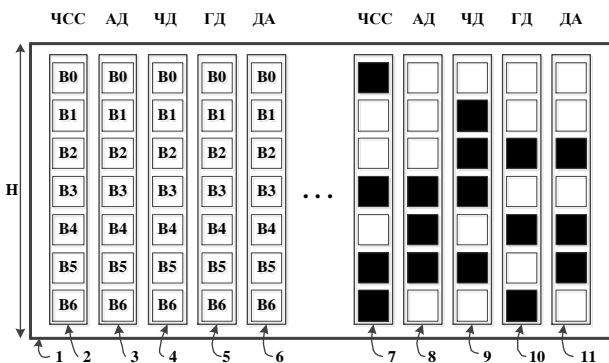 ЧСС АД ЧД ГД ДА ЧСС АД ЧД ГД ДА
B0 B0 B0 B0 B0
B1 B1 B1 B1 B1
B2 B2 B2 B2 B2
H B3 B3 B3 B3 B3 ...
B4 B4 B4 B4 B4
B5 B5 B5 B5 B5
B6 B6 B6 B6 B6
1 2 3 4 5 6 7 8 9 10 11